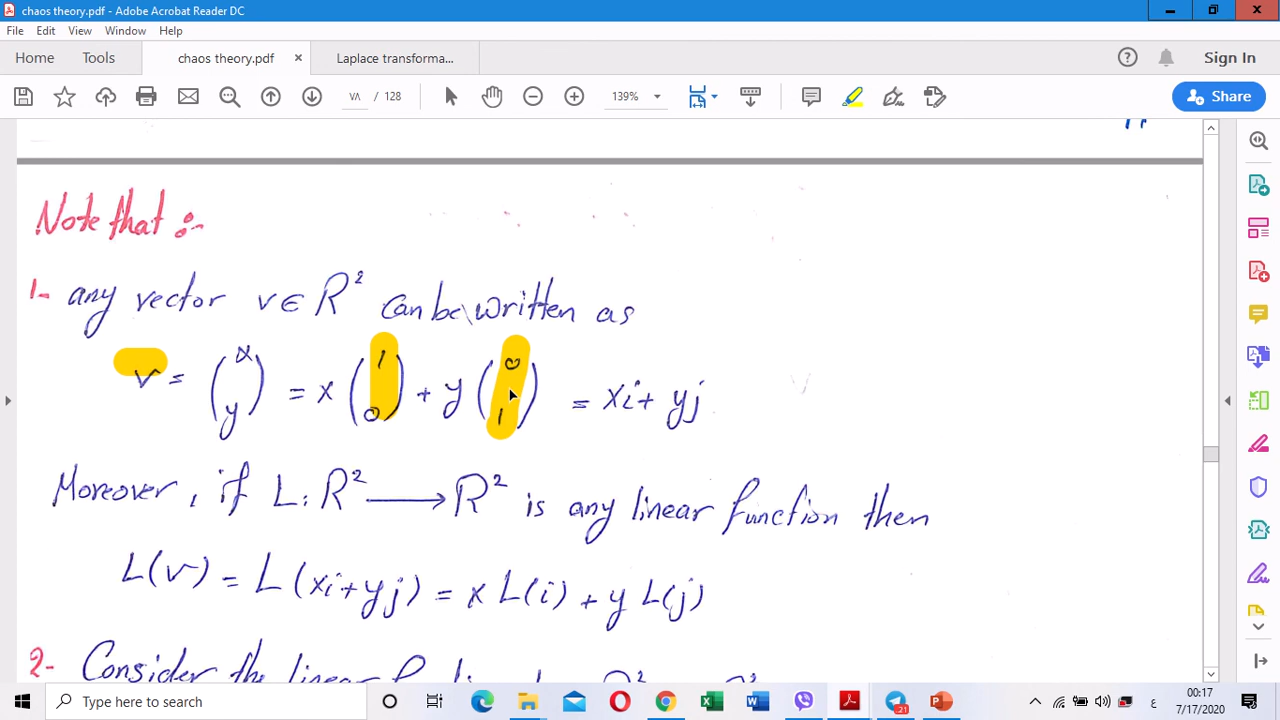 chaos theory.pdf - Adobe Acrobat Reader DC
File Edit View Window Help
Home Tools chaos theory.pdf × Laplace transforma... Sign In
٧٨ / 128 139% Share
Note that :-
1- any vector v ∈ R² can be written as
v = (x y) = x (1 0) + y (0 1) = xi + yj
Moreover, if L: R² → R² is any linear function then
L(v) = L(xi+yj) = x L(i) + y L(j)
2- Consider the linear
Type here to search
21
ع
00:17
7/17/2020